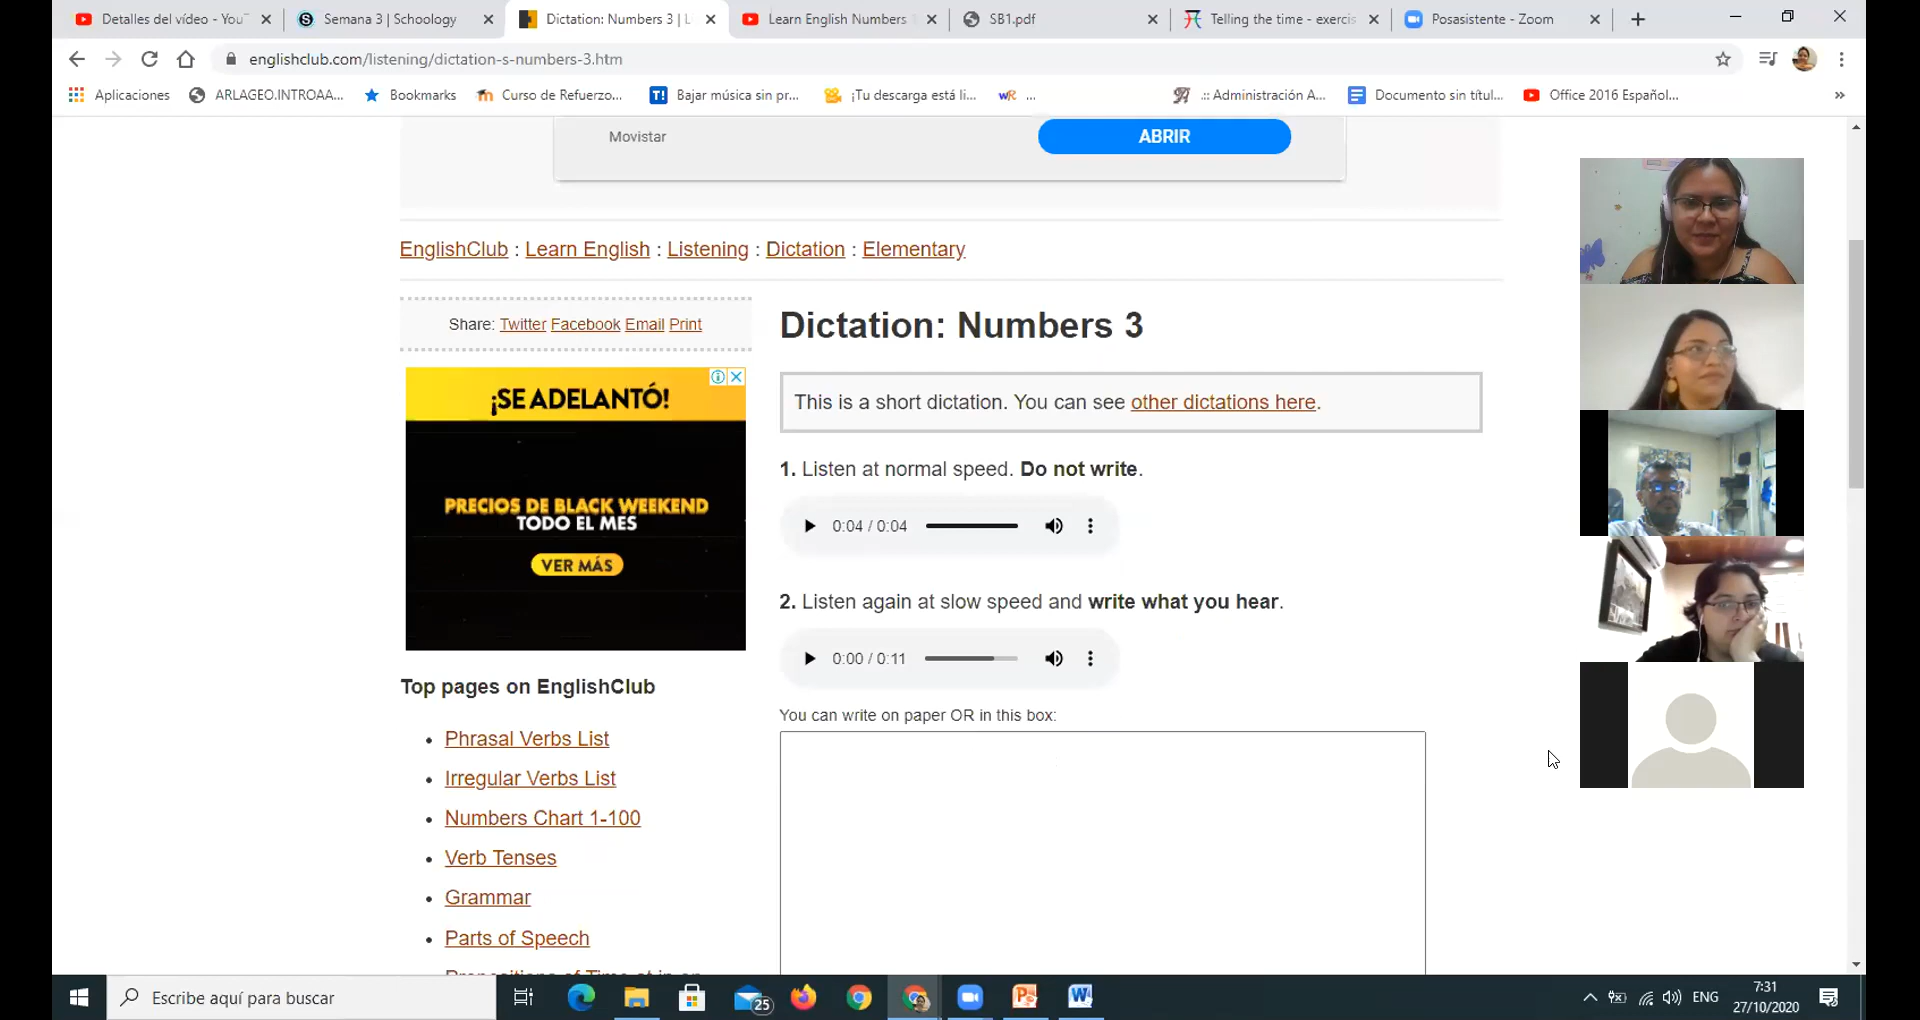 Detalles del vídeo - You
Semana 3 | Schoology
Dictation: Numbers 3 | L
Learn English Numbers
SB1.pdf
Telling the time - exercis
Posasistente - Zoom
englishclub.com/listening/dictation-s-numbers-3.htm
Aplicaciones
ARLAGEO.INTROAA...
Bookmarks
Curso de Refuerzo...
Bajar música sin pr...
¡Tu descarga está li...
...
.:: Administración A...
Documento sin títul...
Office 2016 Español...
»
Movistar
ABRIR
EnglishClub : Learn English : Listening : Dictation : Elementary
Share: Twitter Facebook Email Print
¡SE ADELANTÓ!
PRECIOS DE BLACK WEEKEND
TODO EL MES
VER MÁS
Top pages on EnglishClub
• Phrasal Verbs List
• Irregular Verbs List
• Numbers Chart 1-100
• Verb Tenses
• Grammar
• Parts of Speech
Dictation: Numbers 3
This is a short dictation. You can see other dictations here.
1. Listen at normal speed. Do not write.
0:04 / 0:04
2. Listen again at slow speed and write what you hear.
0:00 / 0:11
You can write on paper OR in this box:
Escribe aquí para buscar
25
ENG
7:31
27/10/2020